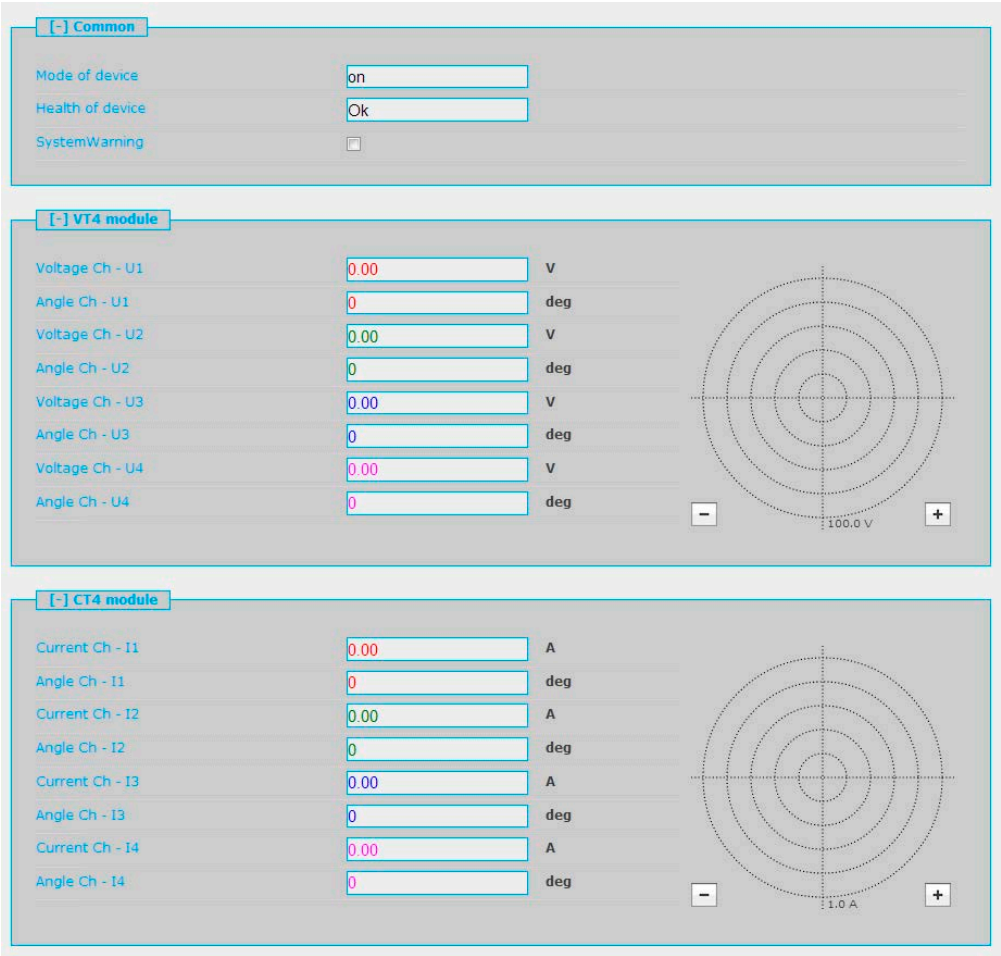 [-] Common
Mode of device on
Health of device Ok
SystemWarning
[-] VT4 module
Voltage Ch - U1 0.00 V
Angle Ch - U1 0 deg
Voltage Ch - U2 0.00 V
Angle Ch - U2 0 deg
Voltage Ch - U3 0.00 V
Angle Ch - U3 0 deg
Voltage Ch - U4 0.00 V
Angle Ch - U4 0 deg
− +
100.0 V
[-] CT4 module
Current Ch - I1 0.00 A
Angle Ch - I1 0 deg
Current Ch - I2 0.00 A
Angle Ch - I2 0 deg
Current Ch - I3 0.00 A
Angle Ch - I3 0 deg
Current Ch - I4 0.00 A
Angle Ch - I4 0 deg
− +
1.0 A